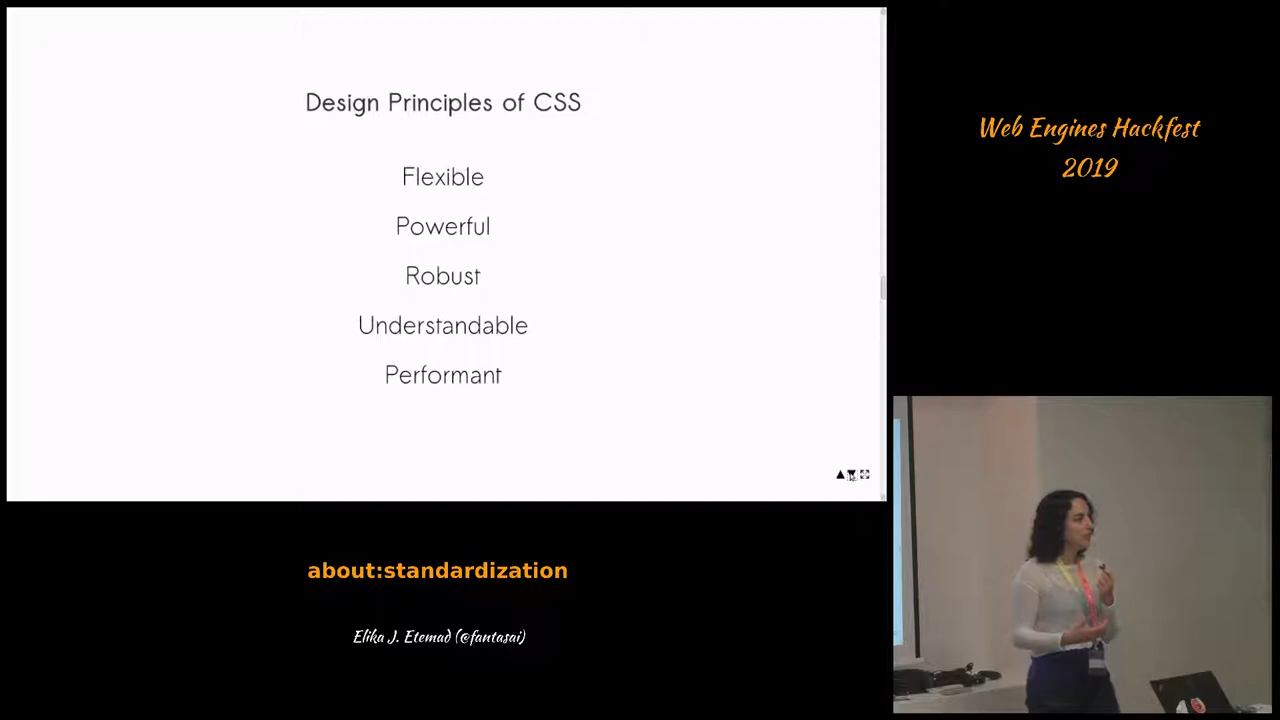 Design Principles of CSS
Flexible
Powerful
Robust
Understandable
Performant
Web Engines Hackfest
2019
about:standardization
Elika J. Etemad (@fantasai)